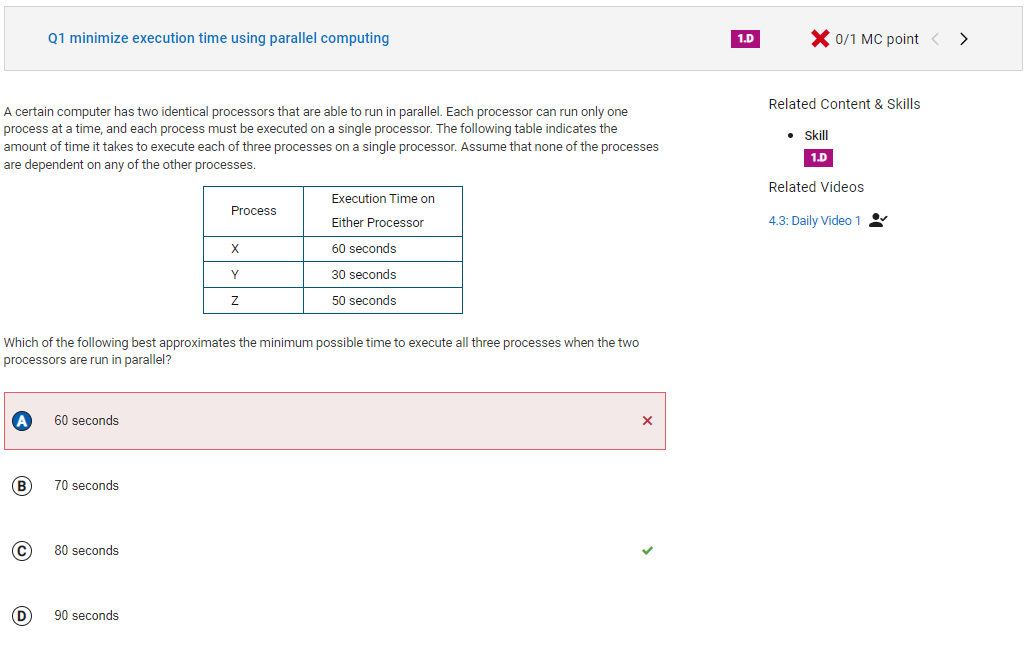 Q1 minimize execution time using parallel computing
1.D
0/1 MC point
A certain computer has two identical processors that are able to run in parallel. Each processor can run only one
process at a time, and each process must be executed on a single processor. The following table indicates the
amount of time it takes to execute each of three processes on a single processor. Assume that none of the processes
are dependent on any of the other processes.
Process
Execution Time on
Either Processor
X 60 seconds
Y 30 seconds
Z 50 seconds
Which of the following best approximates the minimum possible time to execute all three processes when the two
processors are run in parallel?
A 60 seconds
B 70 seconds
C 80 seconds
D 90 seconds
Related Content & Skills
Skill
1.D
Related Videos
4.3: Daily Video 1